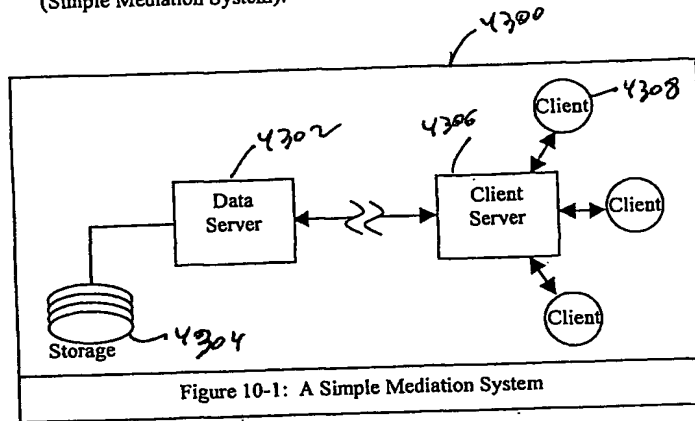 (Simple Mediation System).
4300
Client
4308
4302
4306
Data
Server
Client
Server
Client
Client
Storage
4304
Figure 10-1: A Simple Mediation System